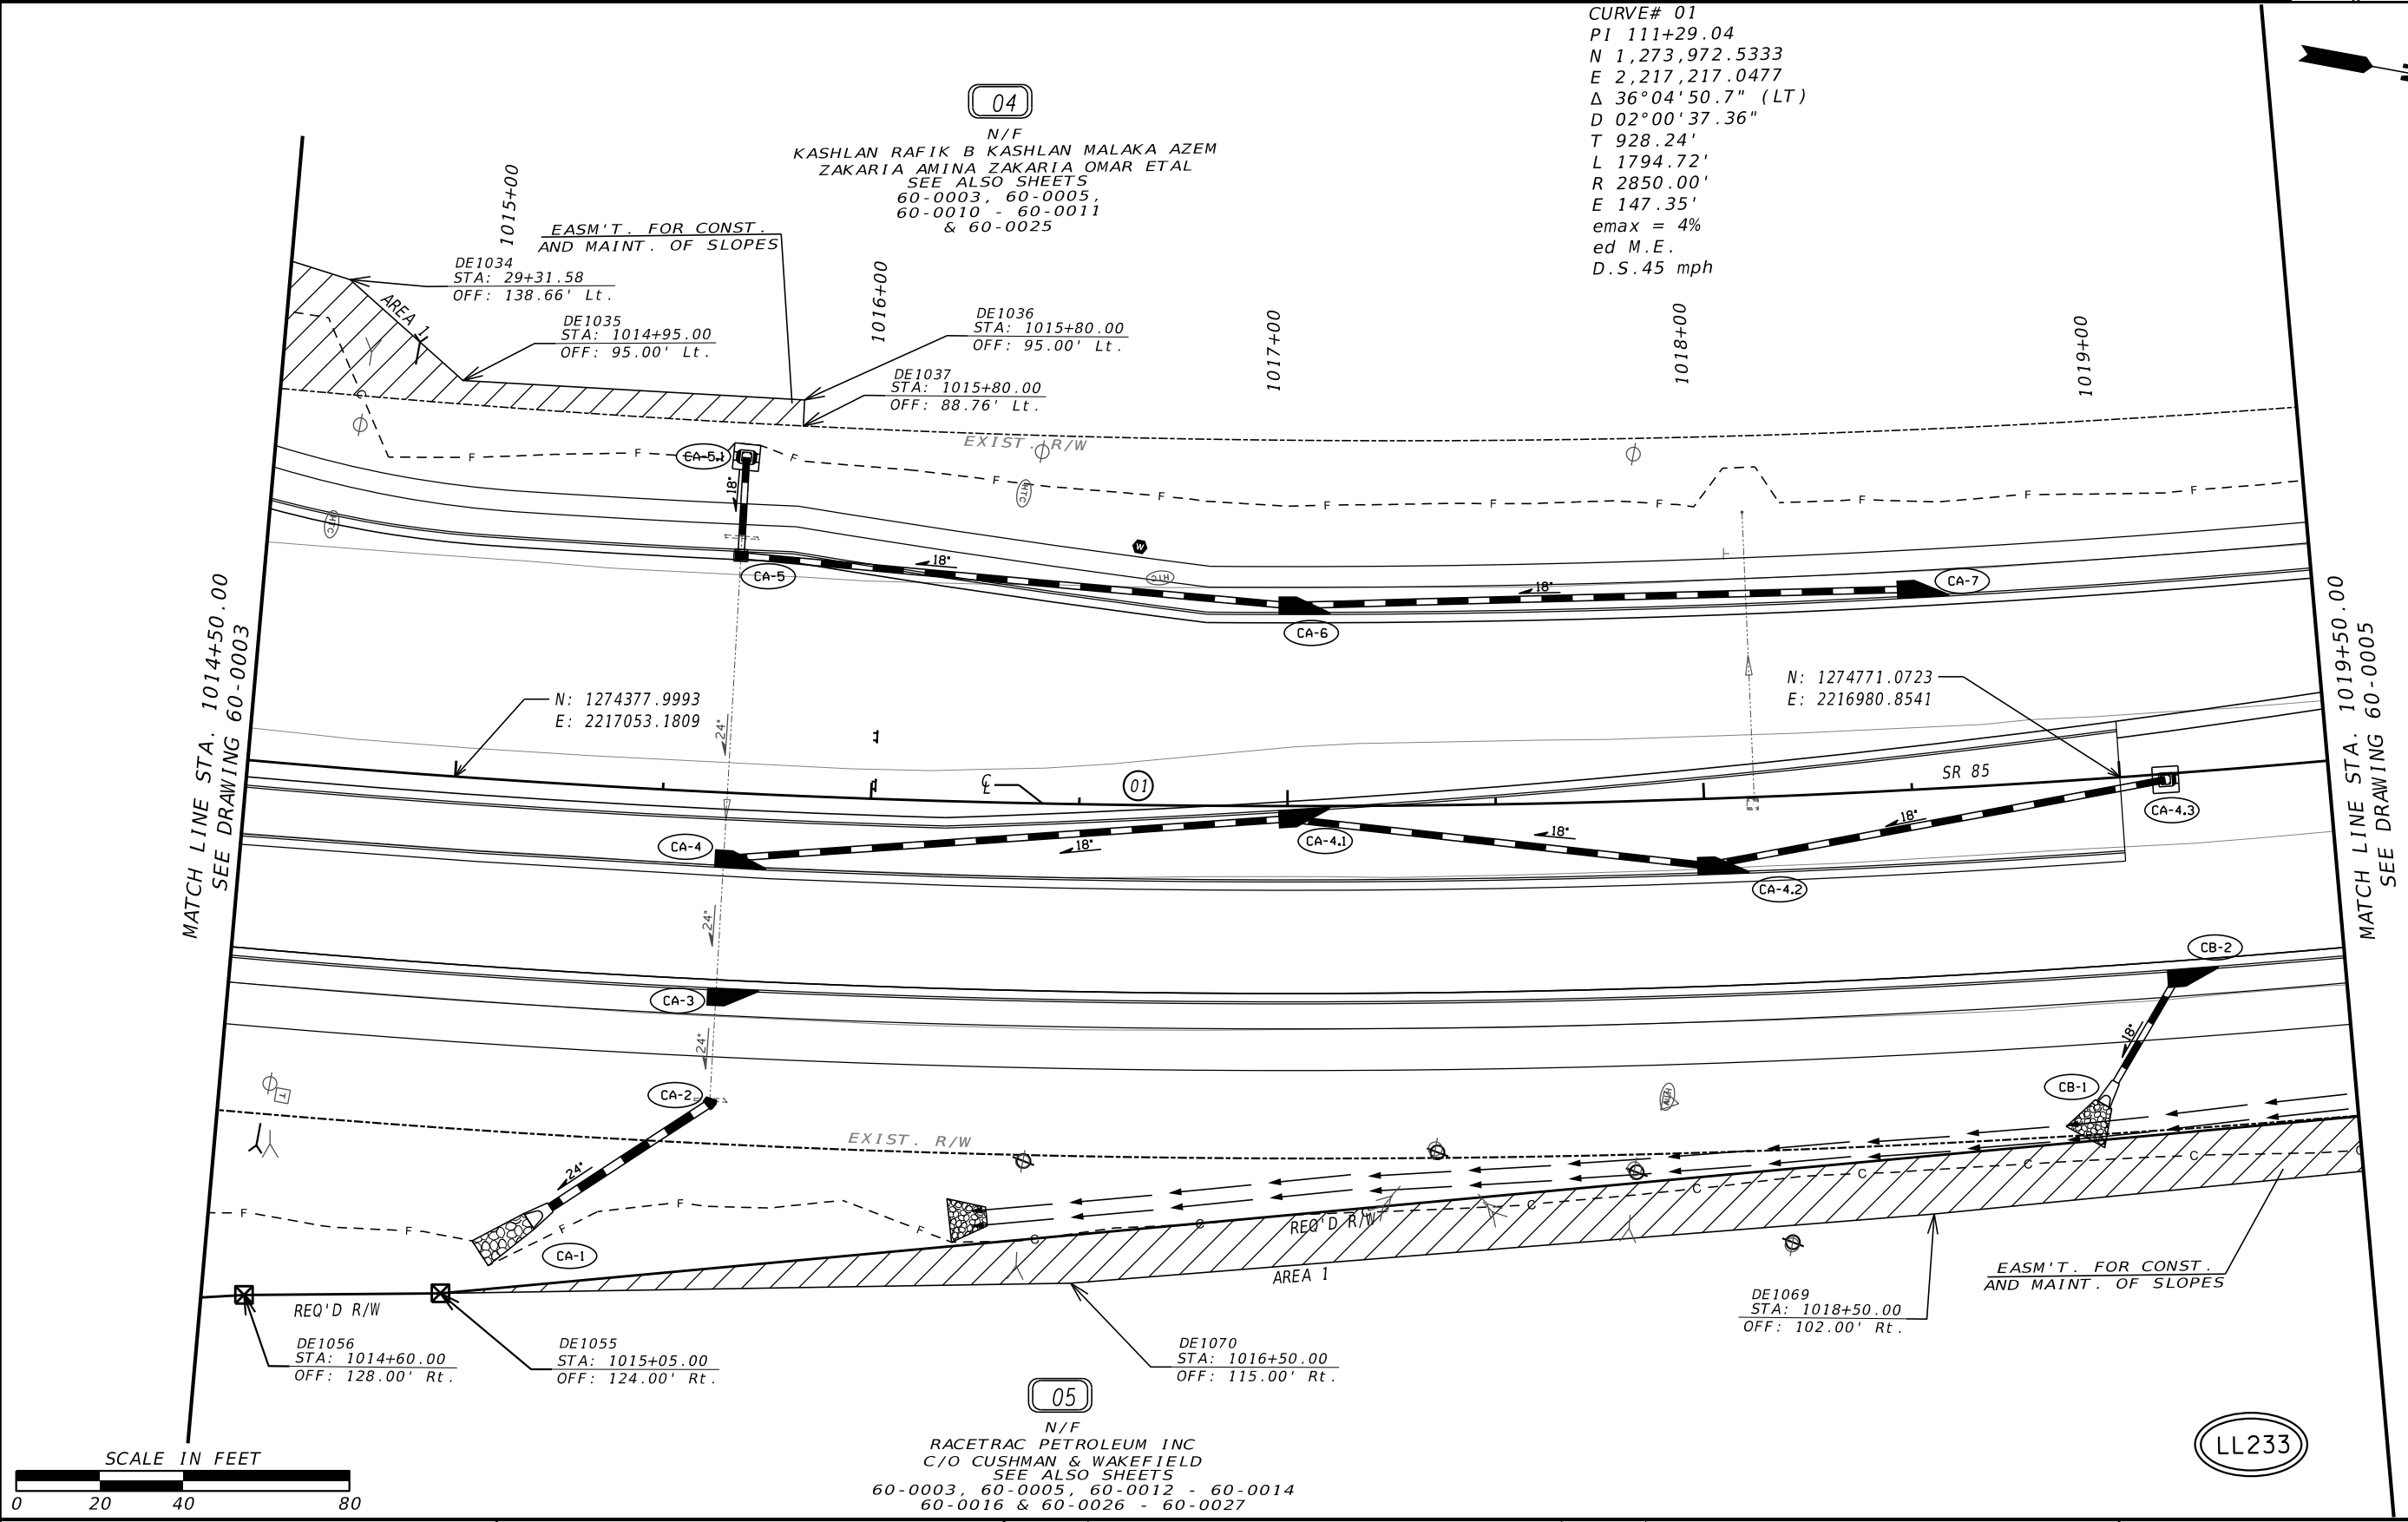 CURVE# 01
PI 111+29.04
N 1,273,972.5333
E 2,217,217.0477
Δ 36°04'50.7" (LT)
D 02°00'37.36"
T 928.24'
L 1794.72'
R 2850.00'
E 147.35'
emax = 4%
ed M.E.
D.S.45 mph
04
N/F
KASHLAN RAFIK B KASHLAN MALAKA AZEM
ZAKARIA AMINA ZAKARIA OMAR ETAL
SEE ALSO SHEETS
60-0003, 60-0005,
60-0010 - 60-0011
& 60-0025
1015+00
1016+00
1017+00
1018+00
1019+00
EASM'T. FOR CONST.
AND MAINT. OF SLOPES
DE1034
STA: 29+31.58
OFF: 138.66' Lt.
AREA 1
DE1035
STA: 1014+95.00
OFF: 95.00' Lt.
DE1036
STA: 1015+80.00
OFF: 95.00' Lt.
DE1037
STA: 1015+80.00
OFF: 88.76' Lt.
C
EXIST. R/W
F
F
F
F
F
F
F
F
F
F
F
CA-5.1
18"
HTC
HTC
W
HTC
CA-5
18"
CA-6
18"
CA-7
MATCH LINE STA. 1014+50.00
SEE DRAWING 60-0003
MATCH LINE STA. 1019+50.00
SEE DRAWING 60-0005
N: 1274377.9993
E: 2217053.1809
N: 1274771.0723
E: 2216980.8541
24"
℄
01
SR 85
CA-4
18"
CA-4.1
18"
CA-4.2
18"
CA-4.3
24"
CA-3
24"
CB-2
18"
CB-1
CA-2
T
EXIST. R/W
24"
F
F
F
F
F
CA-1
C
C
C
C
C
C
C
C
REQ'D R/W
AREA 1
REQ'D R/W
DE1056
STA: 1014+60.00
OFF: 128.00' Rt.
DE1055
STA: 1015+05.00
OFF: 124.00' Rt.
DE1070
STA: 1016+50.00
OFF: 115.00' Rt.
DE1069
STA: 1018+50.00
OFF: 102.00' Rt.
EASM'T. FOR CONST.
AND MAINT. OF SLOPES
05
N/F
RACETRAC PETROLEUM INC
C/O CUSHMAN & WAKEFIELD
SEE ALSO SHEETS
60-0003, 60-0005, 60-0012 - 60-0014
60-0016 & 60-0026 - 60-0027
LL233
SCALE IN FEET
0 20 40 80